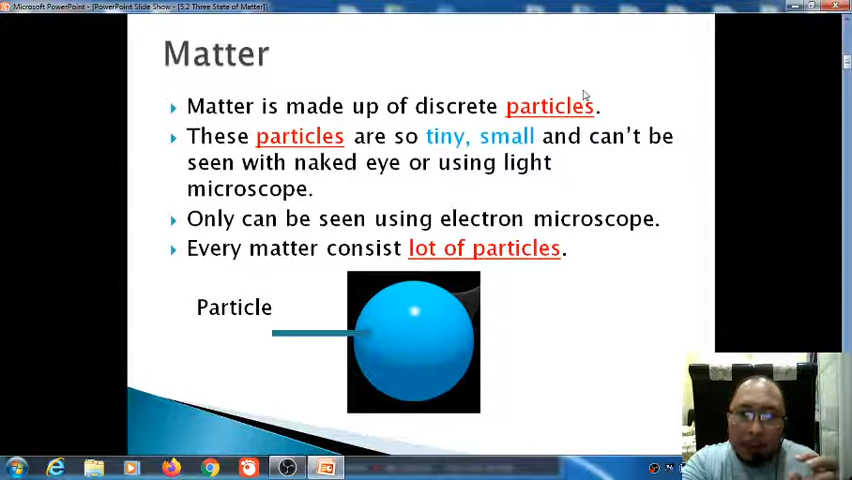 Microsoft PowerPoint - [PowerPoint Slide Show - [5.2 Three State of Matter]]
Matter
Matter is made up of discrete particles.
These particles are so tiny, small and can't be
seen with naked eye or using light
microscope.
Only can be seen using electron microscope.
Every matter consist lot of particles.
Particle